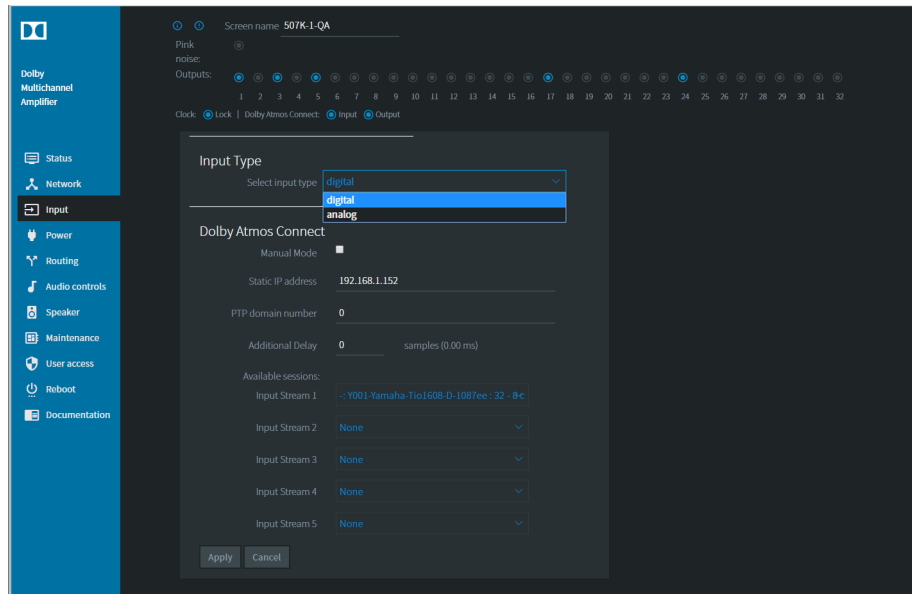 Screen name 507K-1-QA
Pink
noise:
Dolby
Multichannel
Amplifier
Outputs:
1 2 3 4 5 6 7 8 9 10 11 12 13 14 15 16 17 18 19 20 21 22 23 24 25 26 27 28 29 30 31 32
Clock: Lock | Dolby Atmos Connect: Input Output
Status
Network
Input
Power
Routing
Audio controls
Speaker
Maintenance
User access
Reboot
Documentation
Input Type
Select input type digital
digital
analog
Dolby Atmos Connect
Manual Mode
Static IP address 192.168.1.152
PTP domain number 0
Additional Delay 0 samples (0.00 ms)
Available sessions:
Input Stream 1 -: Y001-Yamaha-Tio1608-D-1087ee : 32 - 8-c
Input Stream 2 None
Input Stream 3 None
Input Stream 4 None
Input Stream 5 None
Apply Cancel